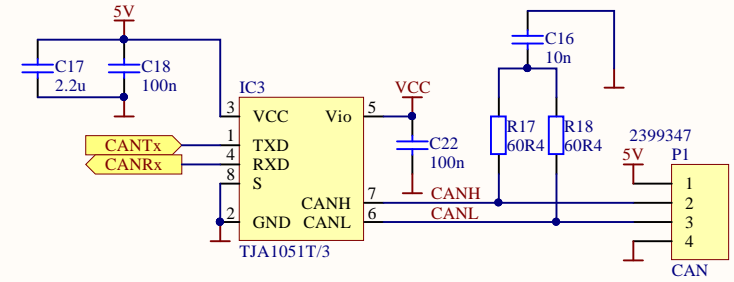 5V
C17
2.2u
C18
100n
IC3
3
VCC
Vio
5
VCC
CANTx
1
TXD
CANRx
4
RXD
8
S
C22
100n
CANH
7
CANH
2
GND
CANL
6
CANL
TJA1051T/3
C16
10n
R17
60R4
R18
60R4
2399347
5V
P1
1
2
3
4
CAN